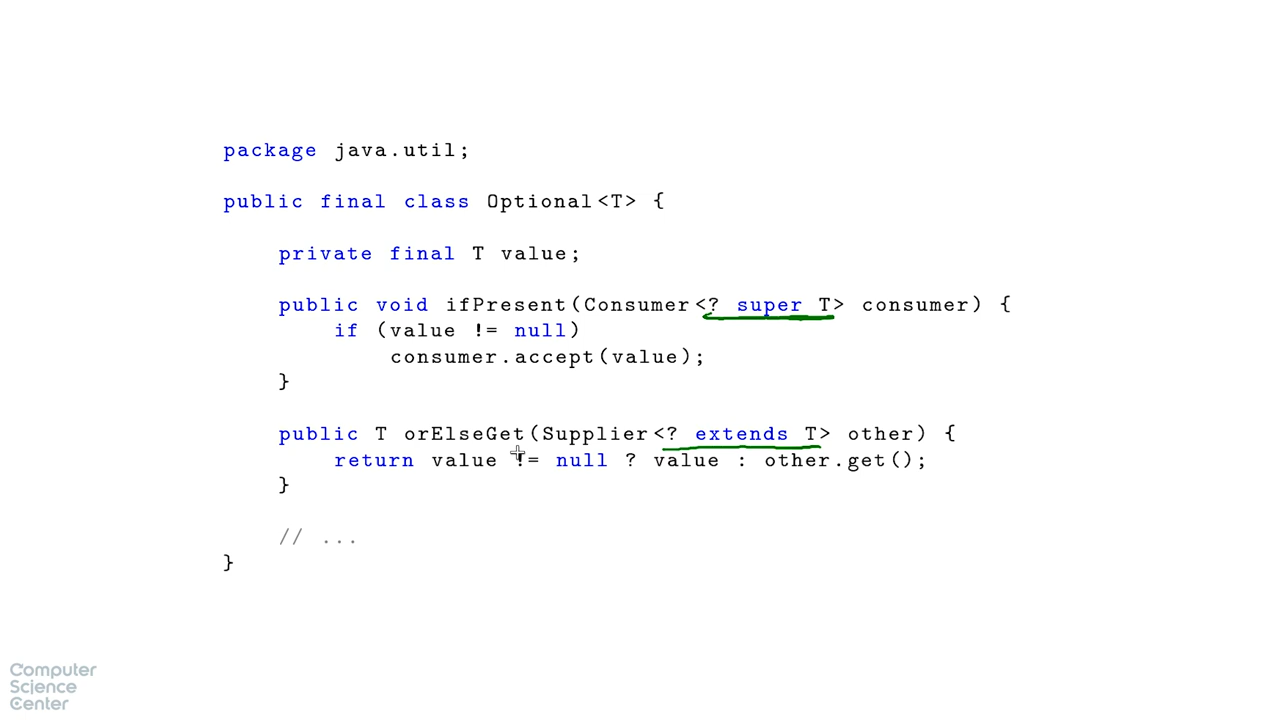 package java.util;
public final class Optional<T> {
private final T value;
public void ifPresent(Consumer<? super T> consumer) {
if (value != null)
consumer.accept(value);
}
public T orElseGet(Supplier<? extends T> other) {
return value != null ? value : other.get();
}
// ...
}
Computer
Science
Center